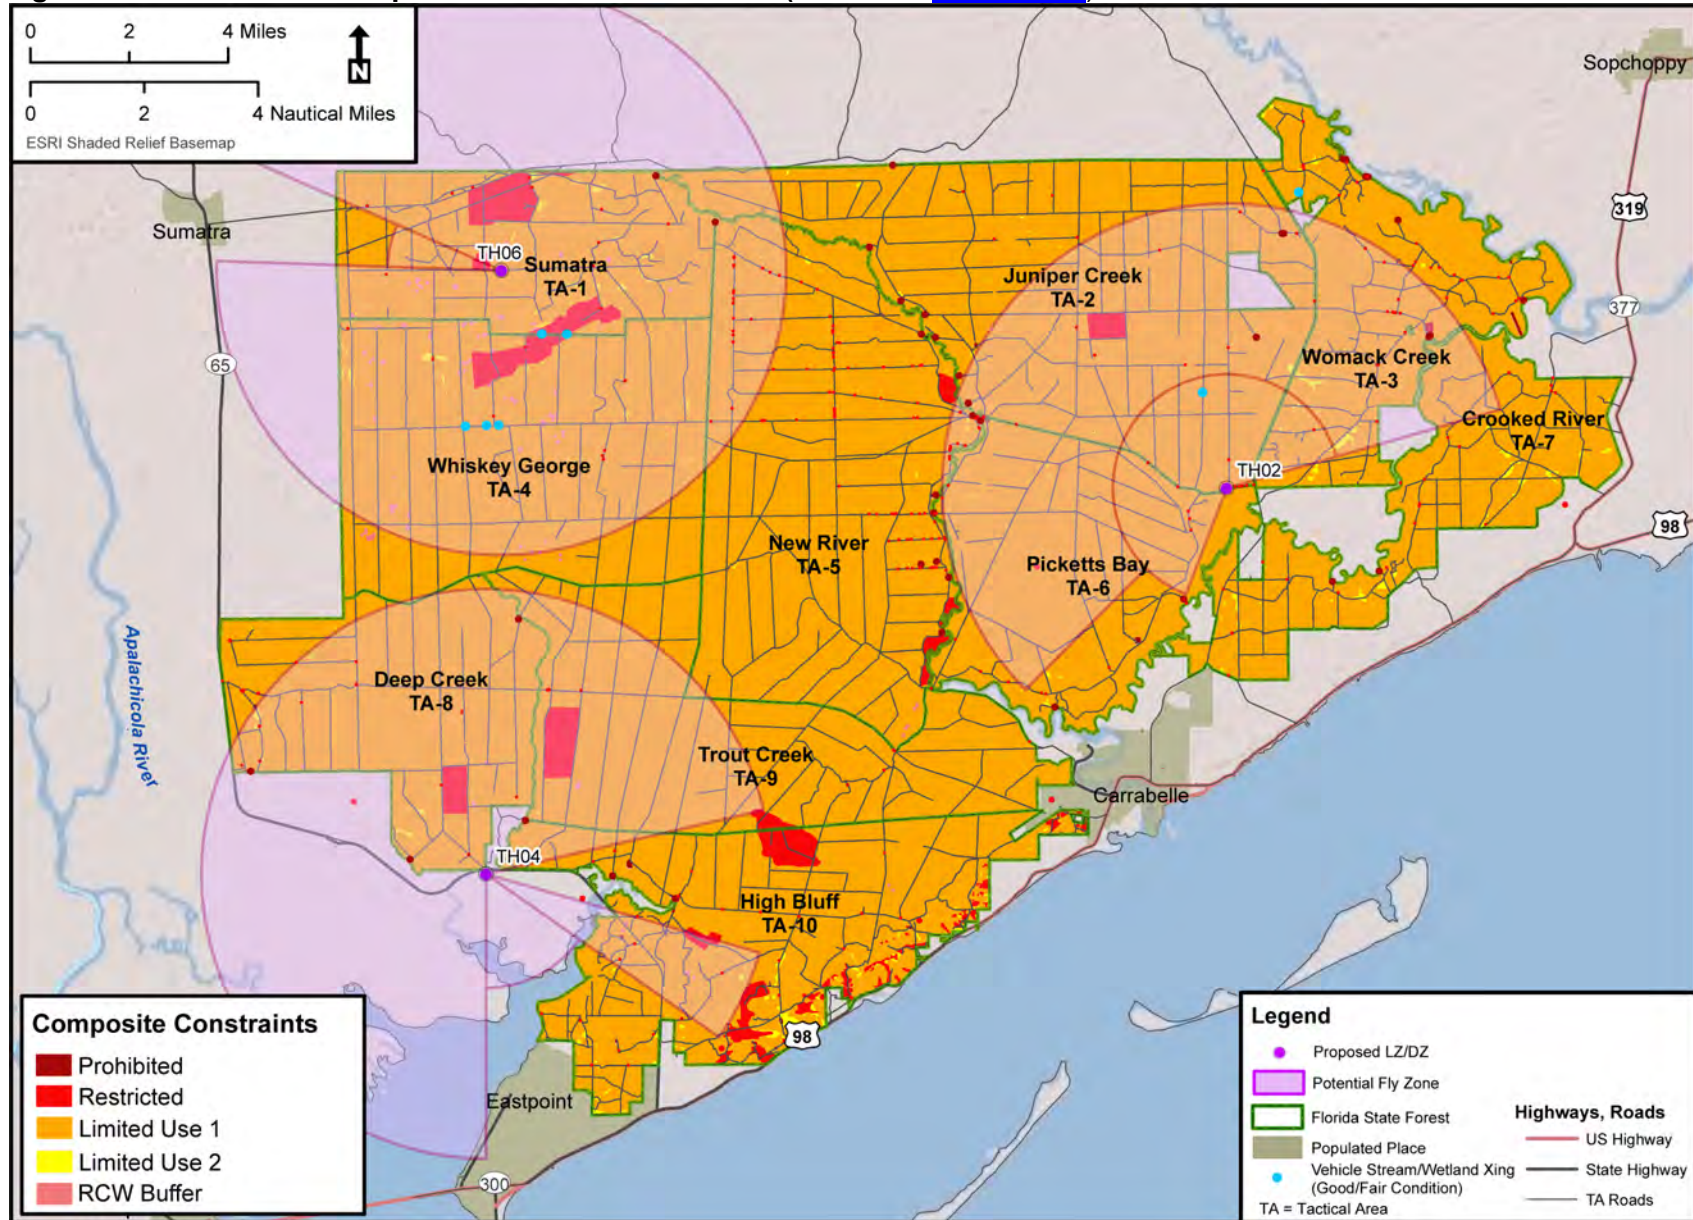 0 2 4 Miles
N
0 2 4 Nautical Miles
ESRI Shaded Relief Basemap
Sopchoppy
319
Sumatra
TH06
Sumatra
TA-1
Juniper Creek
TA-2
377
65
Womack Creek
TA-3
Crooked River
TA-7
Whiskey George
TA-4
TH02
98
New River
TA-5
Picketts Bay
TA-6
Apalachicola River
Deep Creek
TA-8
Trout Creek
TA-9
Carrabelle
TH04
High Bluff
TA-10
98
Eastpoint
300
Composite Constraints
Prohibited
Restricted
Limited Use 1
Limited Use 2
RCW Buffer
Legend
Proposed LZ/DZ
Potential Fly Zone
Florida State Forest
Populated Place
Vehicle Stream/Wetland Xing
(Good/Fair Condition)
TA = Tactical Area
Highways, Roads
US Highway
State Highway
TA Roads